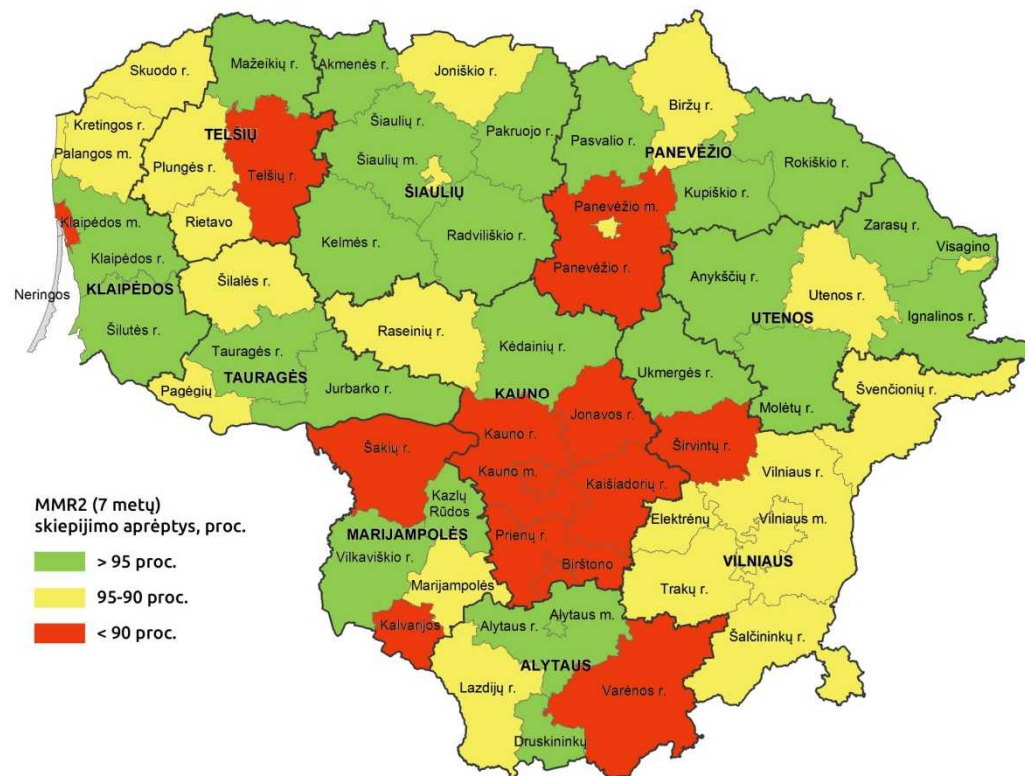 Skuodo r.
Mažeikių r.
Akmenės r.
Joniškio r.
Biržų r.
Kretingos r.
Palangos m.
Plungės r.
TELŠIŲ
Telšių r.
Šiaulių r.
Šiaulių m.
ŠIAULIŲ
Pakruojo r.
Pasvalio r.
PANEVĖŽIO
Rokiškio r.
Kupiškio r.
Panevėžio m.
Panevėžio r.
Klaipėdos m.
Klaipėdos r.
KLAIPĖDOS
Rietavo
Kelmės r.
Radviliškio r.
Zarasų r.
Visagino
Anykščių r.
Utenos r.
UTENOS
Ignalinos r.
Neringos
Šilutės r.
Šilalės r.
Raseinių r.
Kėdainių r.
Ukmergės r.
Molėtų r.
Švenčionių r.
Tauragės r.
TAURAGĖS
Pagėgių
Jurbarko r.
KAUNO
Jonavos r.
Kauno r.
Kauno m.
Kaišiadorių r.
Širvintų r.
Šakių r.
Kazlų
Rūdos
MARIJAMPOLĖS
Vilkaviškio r.
Marijampolės
Kalvarijos
Prienų r.
Birštono
Vilniaus r.
Elektrėnų
Vilniaus m.
VILNIAUS
Trakų r.
Šalčininkų r.
Alytaus r.
Alytaus m.
ALYTAUS
Lazdijų r.
Varėnos r.
Druskininkų
MMR2 (7 metų)
skiepijimo aprėptys, proc.
> 95 proc.
95-90 proc.
< 90 proc.